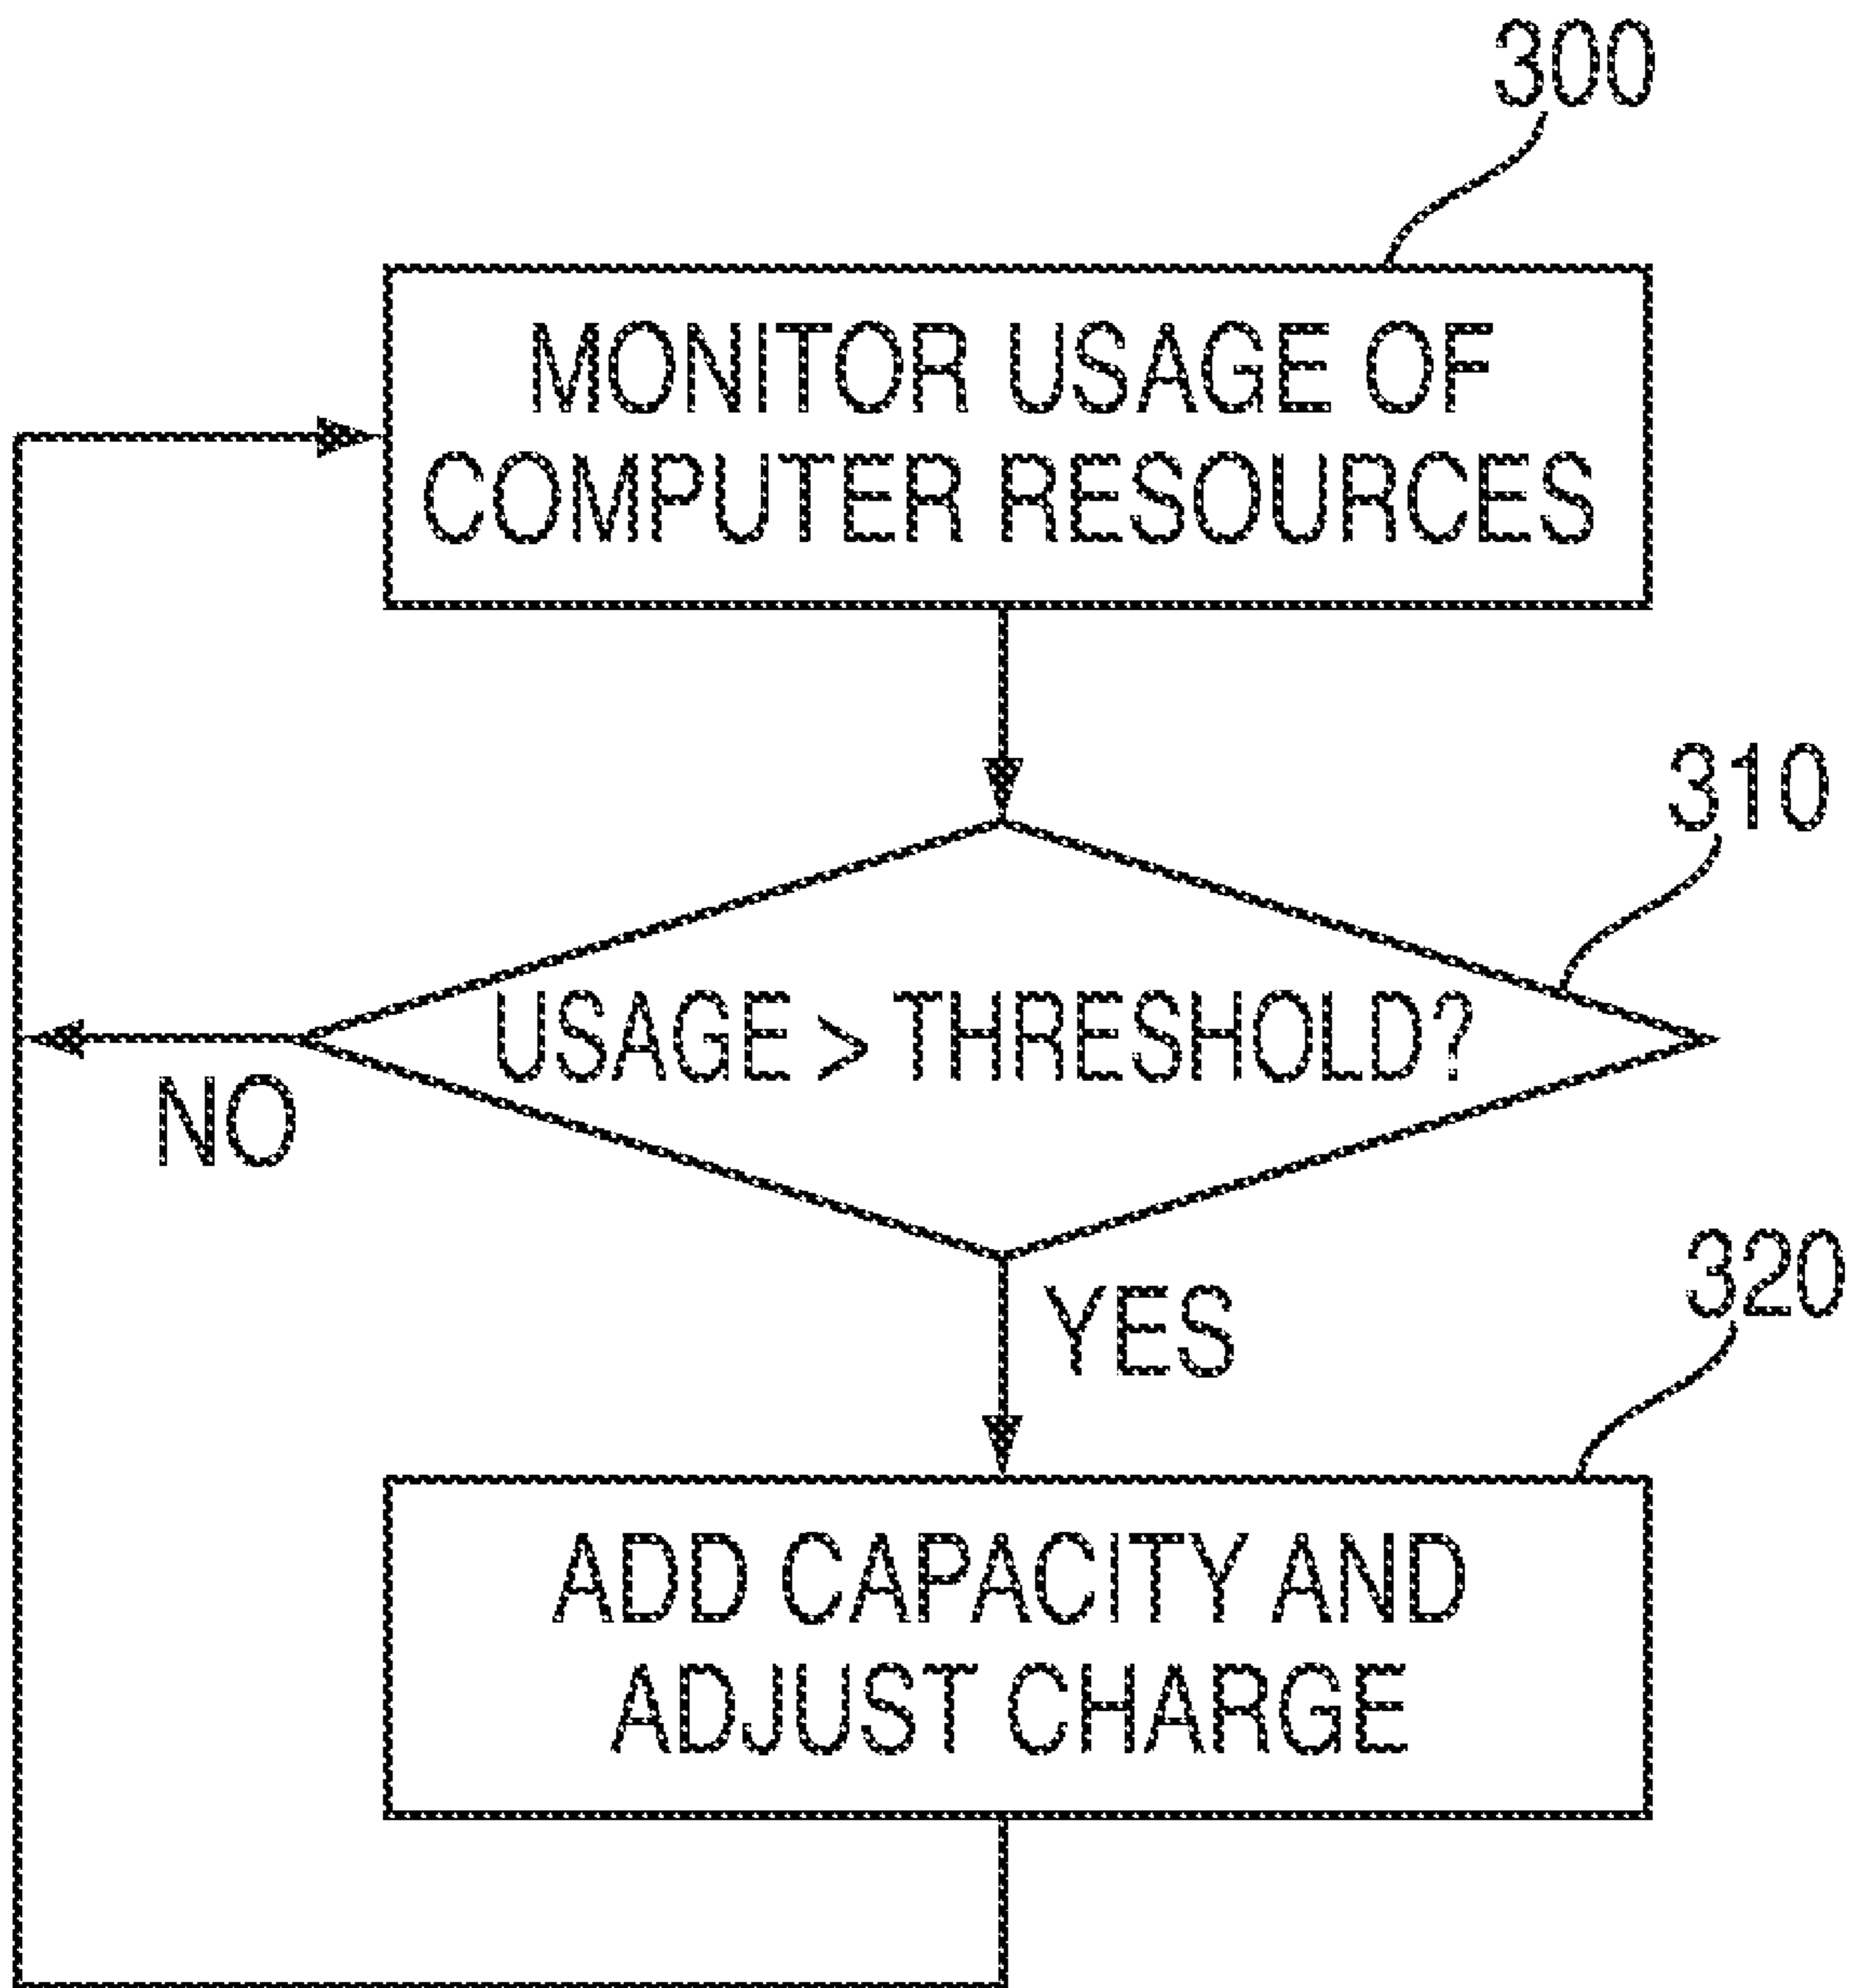 300
MONITOR USAGE OF
COMPUTER RESOURCES
310
USAGE > THRESHOLD?
NO
YES
320
ADD CAPACITY AND
ADJUST CHARGE